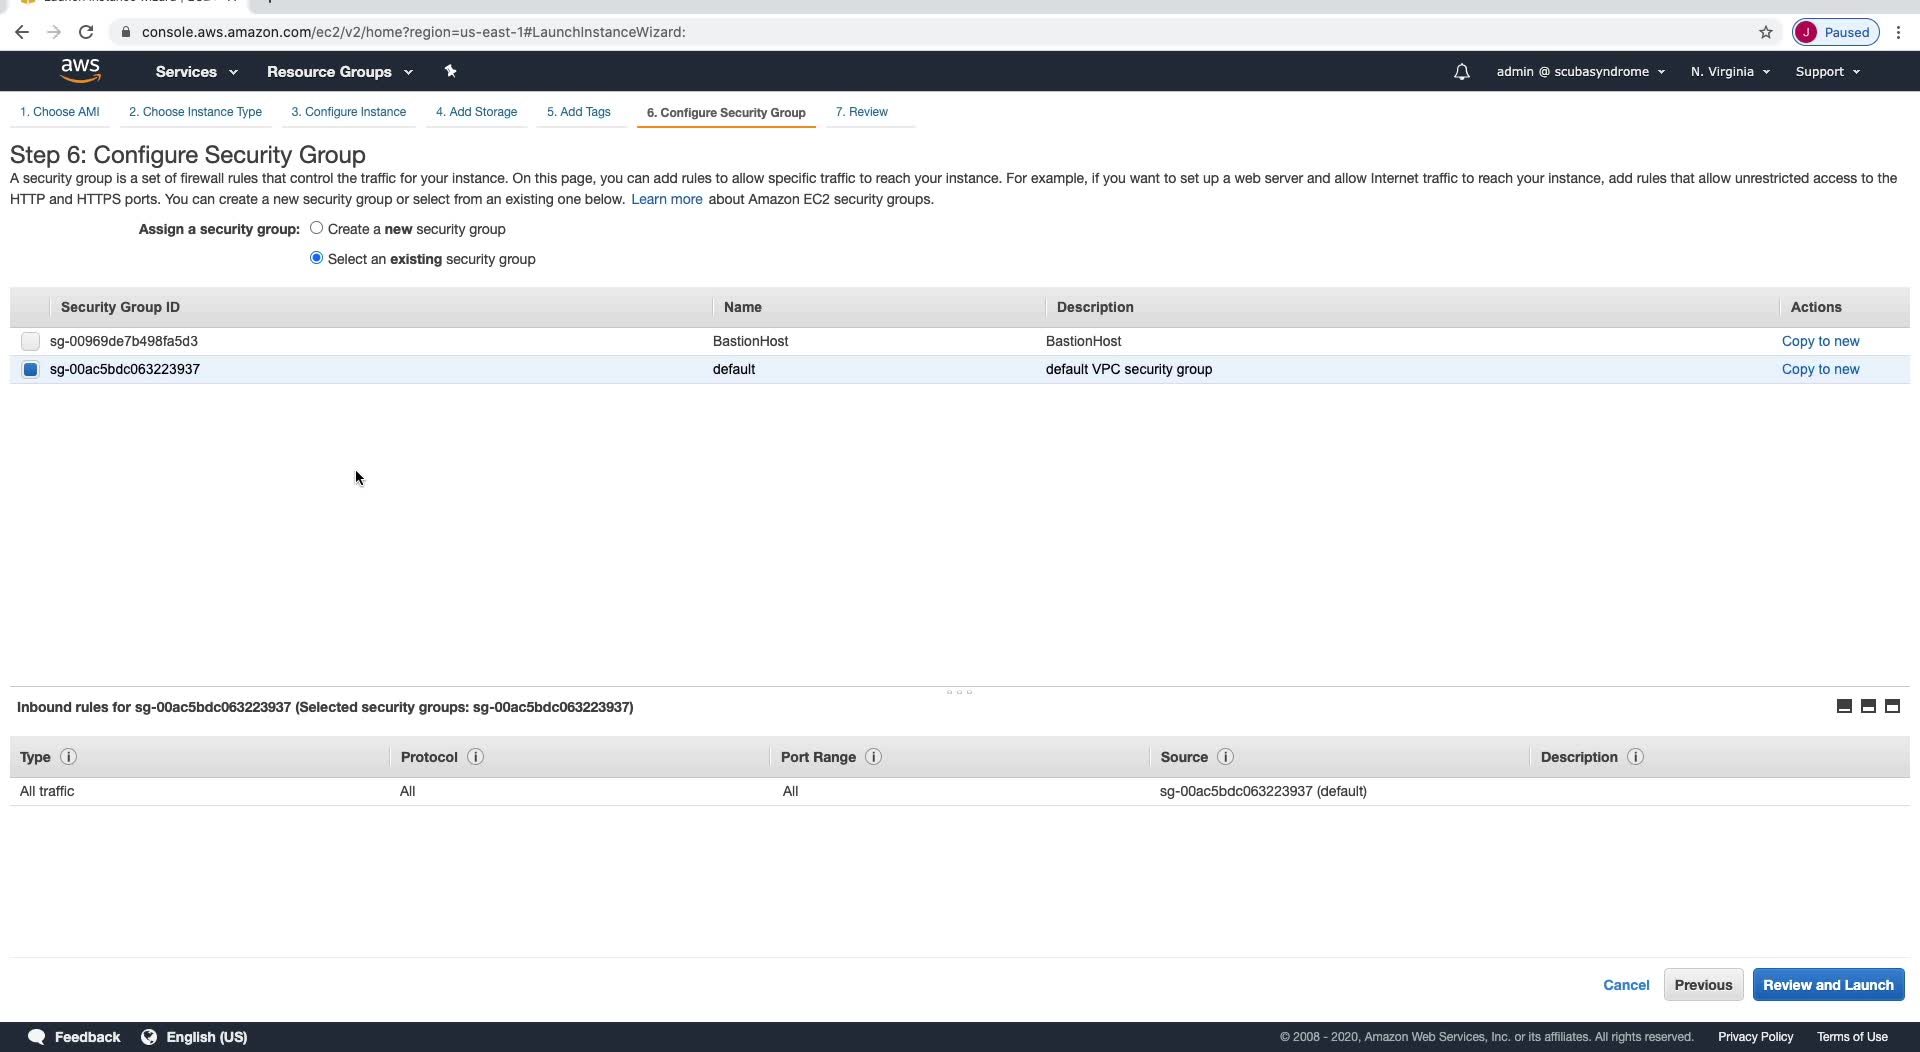 console.aws.amazon.com/ec2/v2/home?region=us-east-1#LaunchInstanceWizard:
J Paused
aws Services Resource Groups admin @ scubasyndrome N. Virginia Support
1. Choose AMI 2. Choose Instance Type 3. Configure Instance 4. Add Storage 5. Add Tags 6. Configure Security Group 7. Review
Step 6: Configure Security Group
A security group is a set of firewall rules that control the traffic for your instance. On this page, you can add rules to allow specific traffic to reach your instance. For example, if you want to set up a web server and allow Internet traffic to reach your instance, add rules that allow unrestricted access to the
HTTP and HTTPS ports. You can create a new security group or select from an existing one below. Learn more about Amazon EC2 security groups.
Assign a security group: Create a new security group
Select an existing security group
Security Group ID Name Description Actions
sg-00969de7b498fa5d3 BastionHost BastionHost Copy to new
sg-00ac5bdc063223937 default default VPC security group Copy to new
Inbound rules for sg-00ac5bdc063223937 (Selected security groups: sg-00ac5bdc063223937)
Type i Protocol i Port Range i Source i Description i
All traffic All All sg-00ac5bdc063223937 (default)
Cancel Previous Review and Launch
Feedback English (US) © 2008 - 2020, Amazon Web Services, Inc. or its affiliates. All rights reserved. Privacy Policy Terms of Use